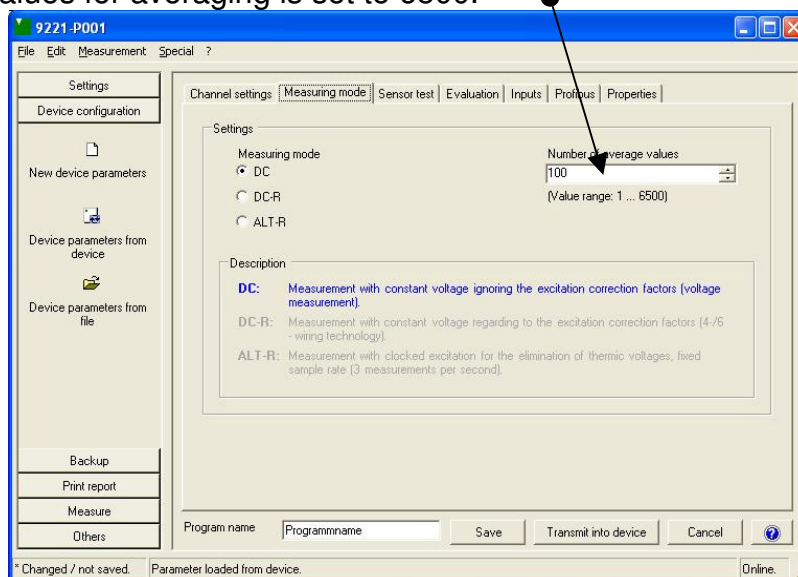 values for averaging is set to 6500.
9221-P001
File Edit Measurement Special ?
Settings
Device configuration
New device parameters
Device parameters from
device
Device parameters from
file
Backup
Print report
Measure
Others
Channel settings Measuring mode Sensor test Evaluation Inputs Profibus Properties
Settings
Measuring mode
DC
DC-R
ALT-R
Number of average values
100
(Value range: 1 ... 6500)
Description
DC: Measurement with constant voltage ignoring the excitation correction factors (voltage
measurement).
DC-R: Measurement with constant voltage regarding to the excitation correction factors (4-/6
- wiring technology).
ALT-R: Measurement with clocked excitation for the elimination of thermic voltages, fixed
sample rate (3 measurements per second).
Program name Programmname Save Transmit into device Cancel
* Changed / not saved. Parameter loaded from device. Online.